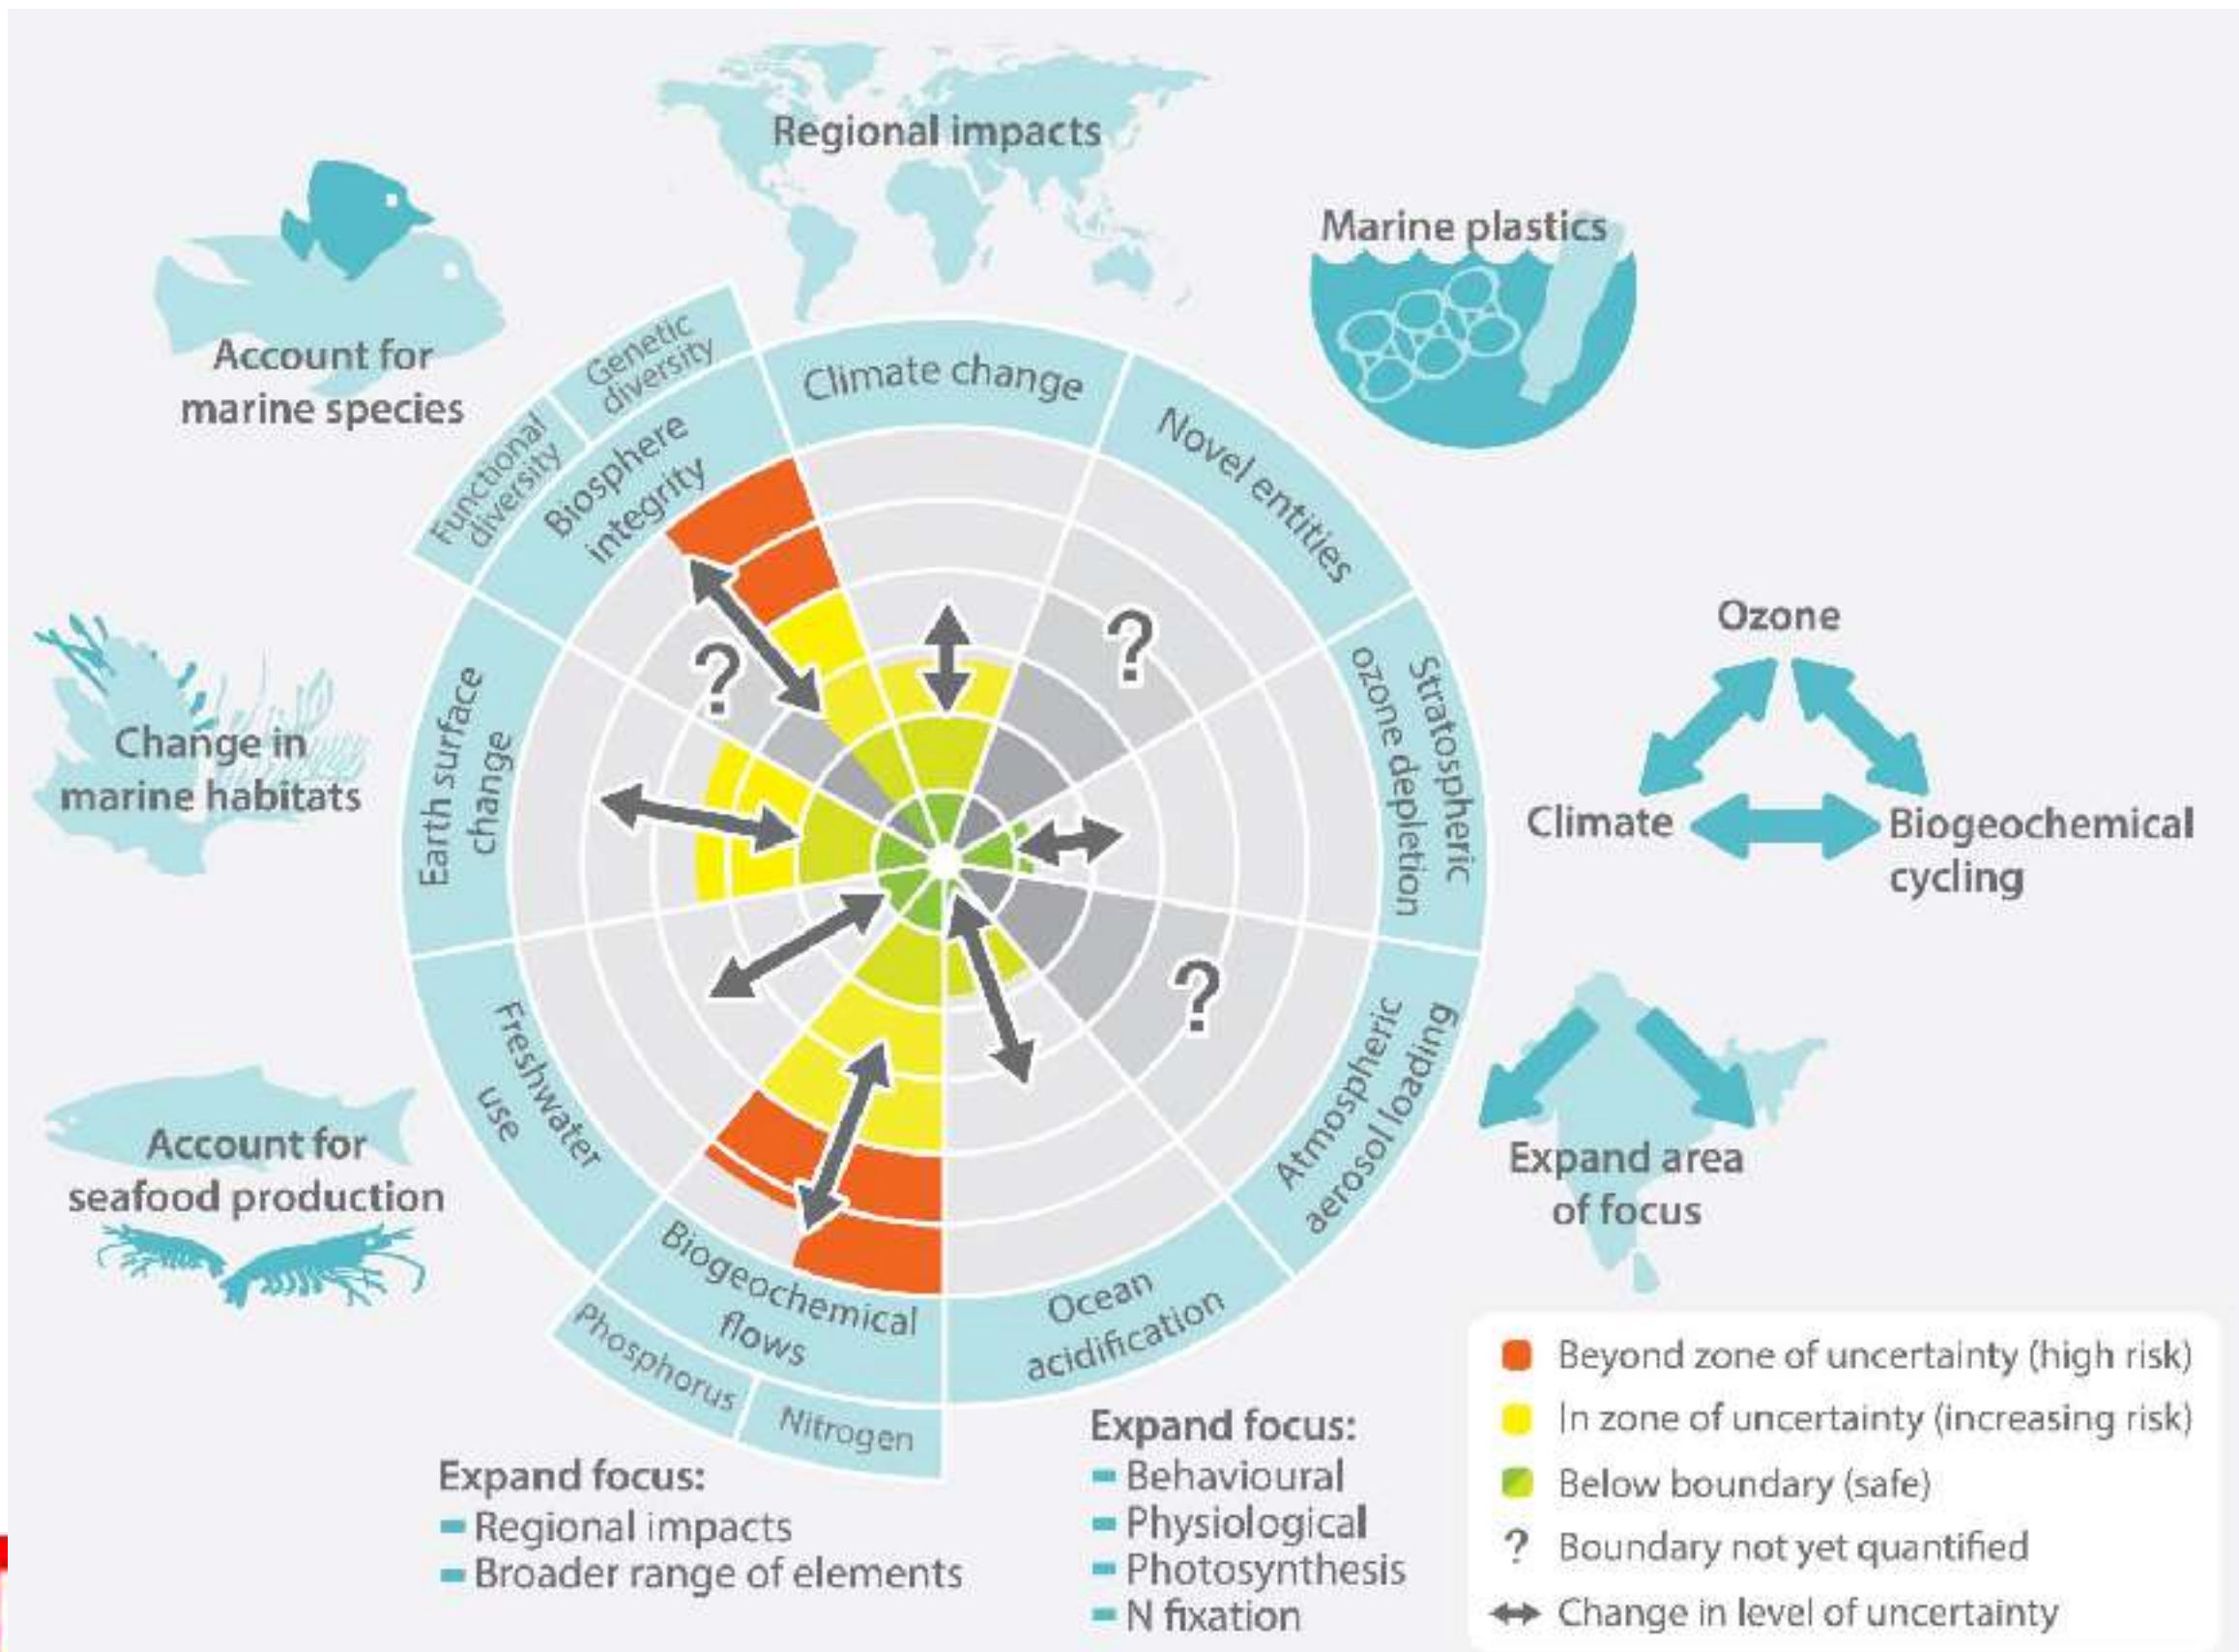 Regional impacts
Marine plastics
Account for
marine species
Genetic
diversity
Functional
diversity
Biosphere
integrity
Climate change
Novel entities
Stratospheric
ozone depletion
Ozone
Climate
Biogeochemical
cycling
Change in
marine habitats
Earth surface
change
?
?
?
Freshwater
use
Atmospheric
aerosol loading
Expand area
of focus
Account for
seafood production
Biogeochemical
flows
Phosphorus
Nitrogen
Ocean
acidification
Expand focus:
Regional impacts
Broader range of elements
Expand focus:
Behavioural
Physiological
Photosynthesis
N fixation
Beyond zone of uncertainty (high risk)
In zone of uncertainty (increasing risk)
Below boundary (safe)
? Boundary not yet quantified
Change in level of uncertainty